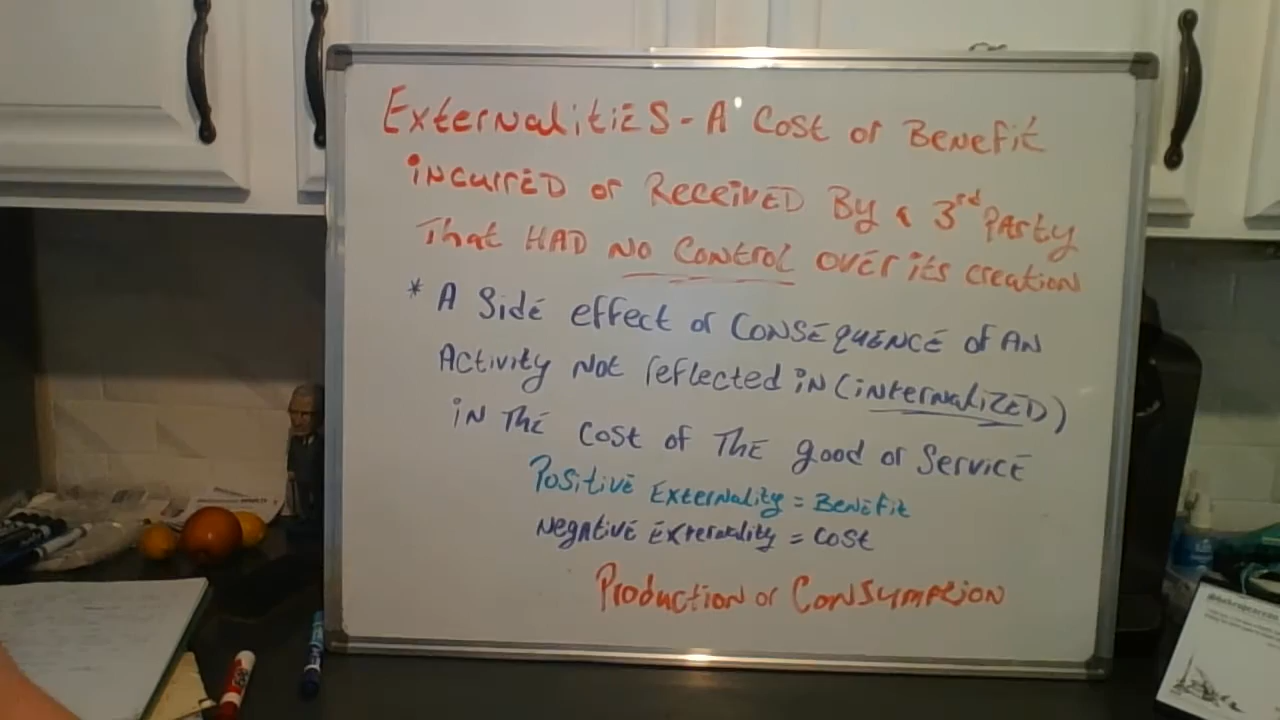 Externalities - A Cost or Benefit
incurred or Received By a 3rd Party
That HAD no Control over its creation
* A Side effect or Consequence of An
Activity Not reflected in (internalized)
in The cost of The good or Service
Positive Externality = Benefit
Negative Externality = Cost
Production or Consumption